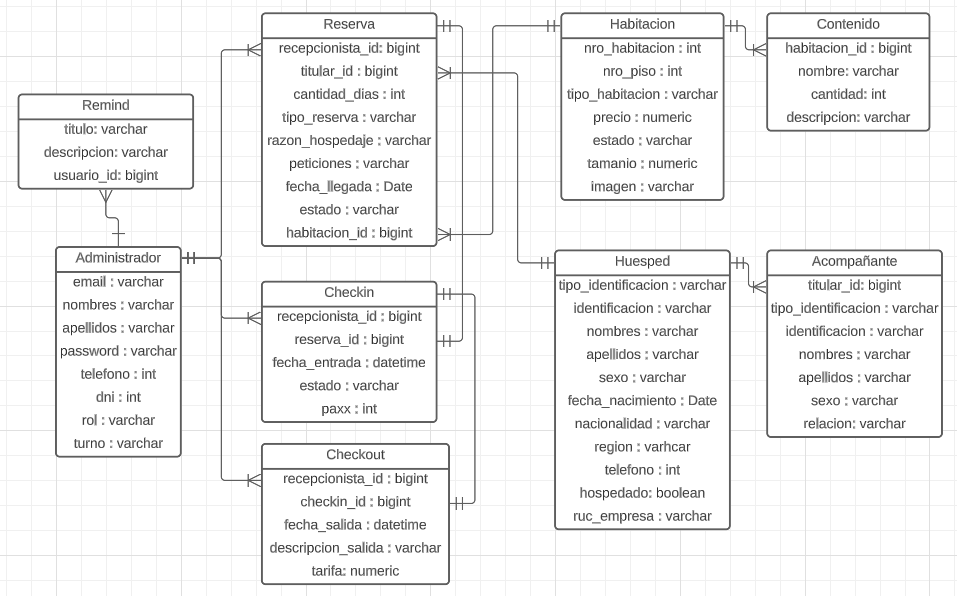 Remind
titulo: varchar
descripcion: varchar
usuario_id: bigint
Administrador
email : varchar
nombres : varchar
apellidos : varchar
password : varchar
telefono : int
dni : int
rol : varchar
turno : varchar
Reserva
recepcionista_id: bigint
titular_id : bigint
cantidad_dias : int
tipo_reserva : varchar
razon_hospedaje : varchar
peticiones : varchar
fecha_llegada : Date
estado : varchar
habitacion_id : bigint
Checkin
recepcionista_id : bigint
reserva_id : bigint
fecha_entrada : datetime
estado : varchar
paxx : int
Checkout
recepcionista_id : bigint
checkin_id : bigint
fecha_salida : datetime
descripcion_salida : varchar
tarifa: numeric
Habitacion
nro_habitacion : int
nro_piso : int
tipo_habitacion : varchar
precio : numeric
estado : varchar
tamanio : numeric
imagen : varchar
Contenido
habitacion_id : bigint
nombre: varchar
cantidad: int
descripcion: varchar
Huesped
tipo_identificacion : varchar
identificacion : varchar
nombres : varchar
apellidos : varchar
sexo : varchar
fecha_nacimiento : Date
nacionalidad : varchar
region : varhcar
telefono : int
hospedado: boolean
ruc_empresa : varchar
Acompañante
titular_id: bigint
tipo_identificacion : varchar
identificacion : varchar
nombres : varchar
apellidos : varchar
sexo : varchar
relacion: varchar